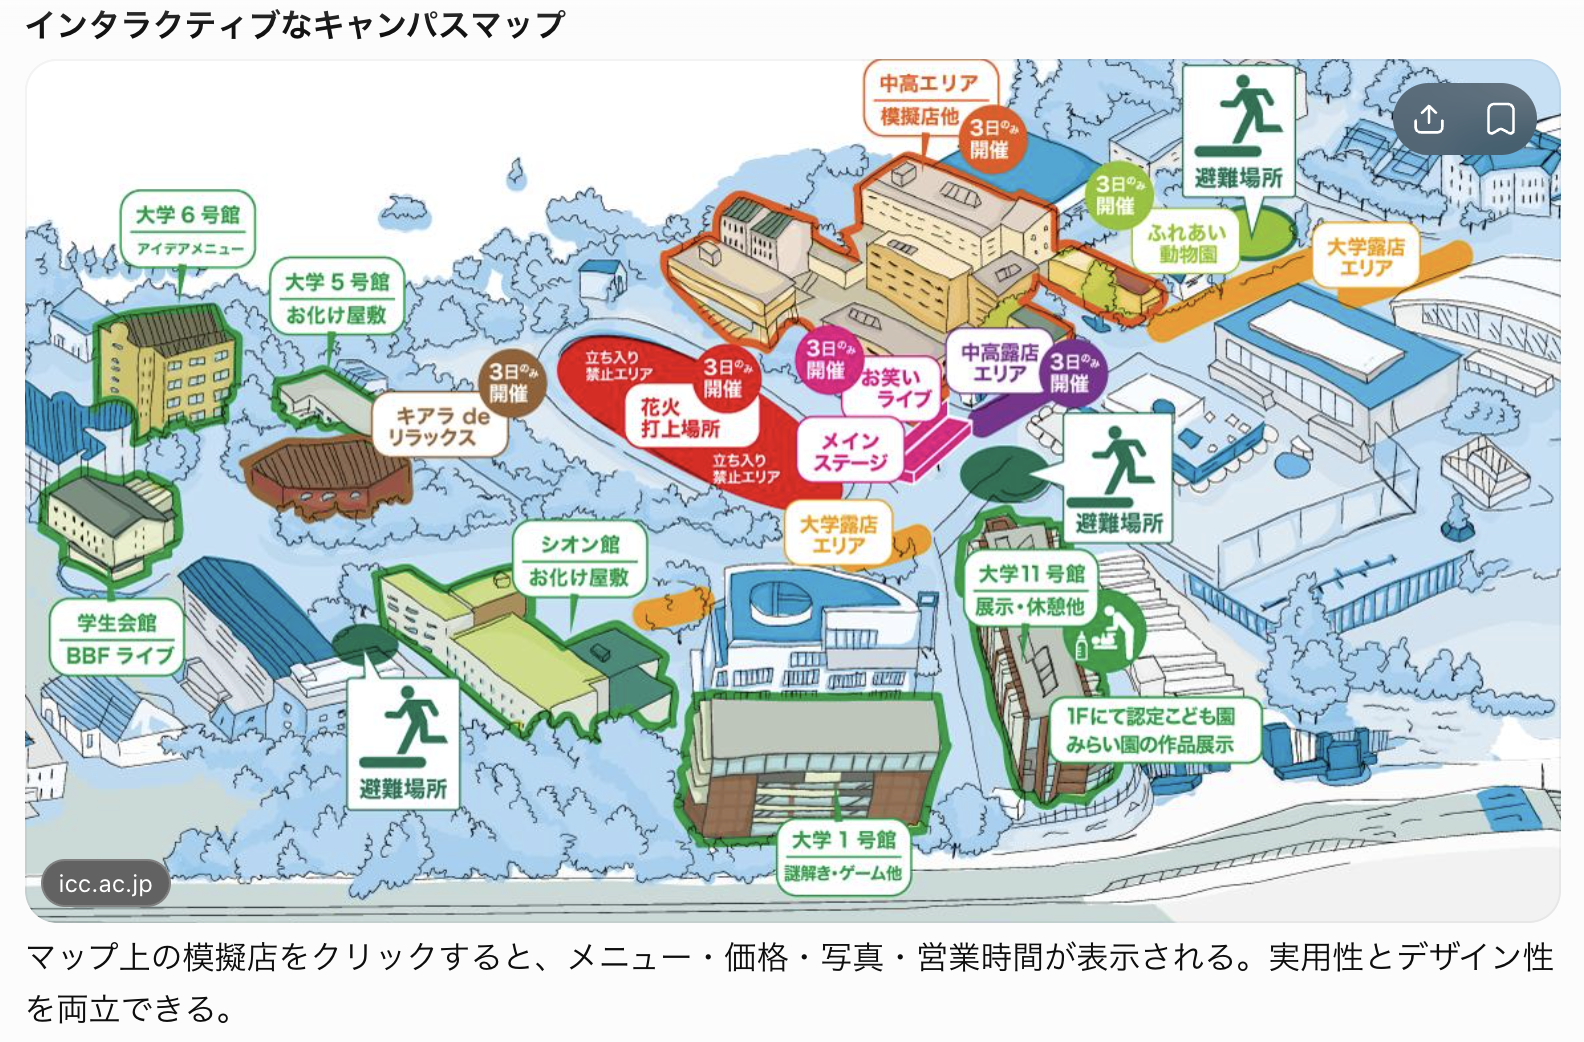 インタラクティブなキャンパスマップ
中高エリア
模擬店他
3日のみ
開催
避難場所
3日のみ
開催
ふれあい
動物園
大学露店
エリア
大学6号館
アイデアメニュー
大学5号館
お化け屋敷
3日のみ
開催
キアラ de
リラックス
立ち入り
禁止エリア
3日のみ
開催
花火
打上場所
立ち入り
禁止エリア
3日のみ
開催
お笑い
ライブ
メイン
ステージ
中高露店
エリア
3日のみ
開催
避難場所
大学露店
エリア
シオン館
お化け屋敷
大学11号館
展示・休憩他
学生会館
BBF ライブ
避難場所
1Fにて認定こども園
みらい園の作品展示
大学1号館
謎解き・ゲーム他
icc.ac.jp
マップ上の模擬店をクリックすると、メニュー・価格・写真・営業時間が表示される。実用性とデザイン性
を両立できる。